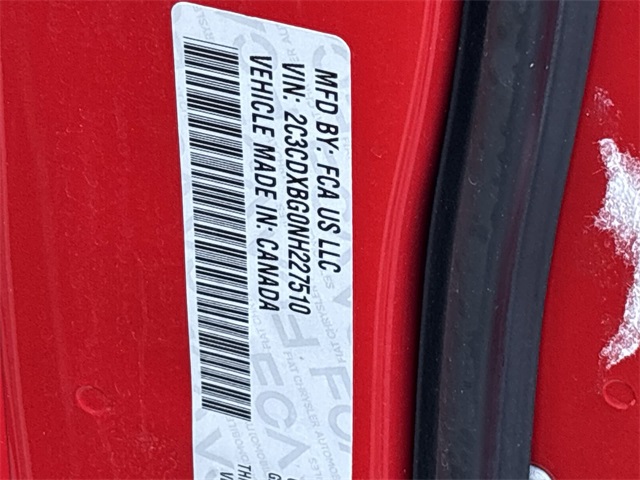 MFD BY: FCA US LLC
VIN: 2C3CDXBG0NH227510
VEHICLE MADE IN: CANADA